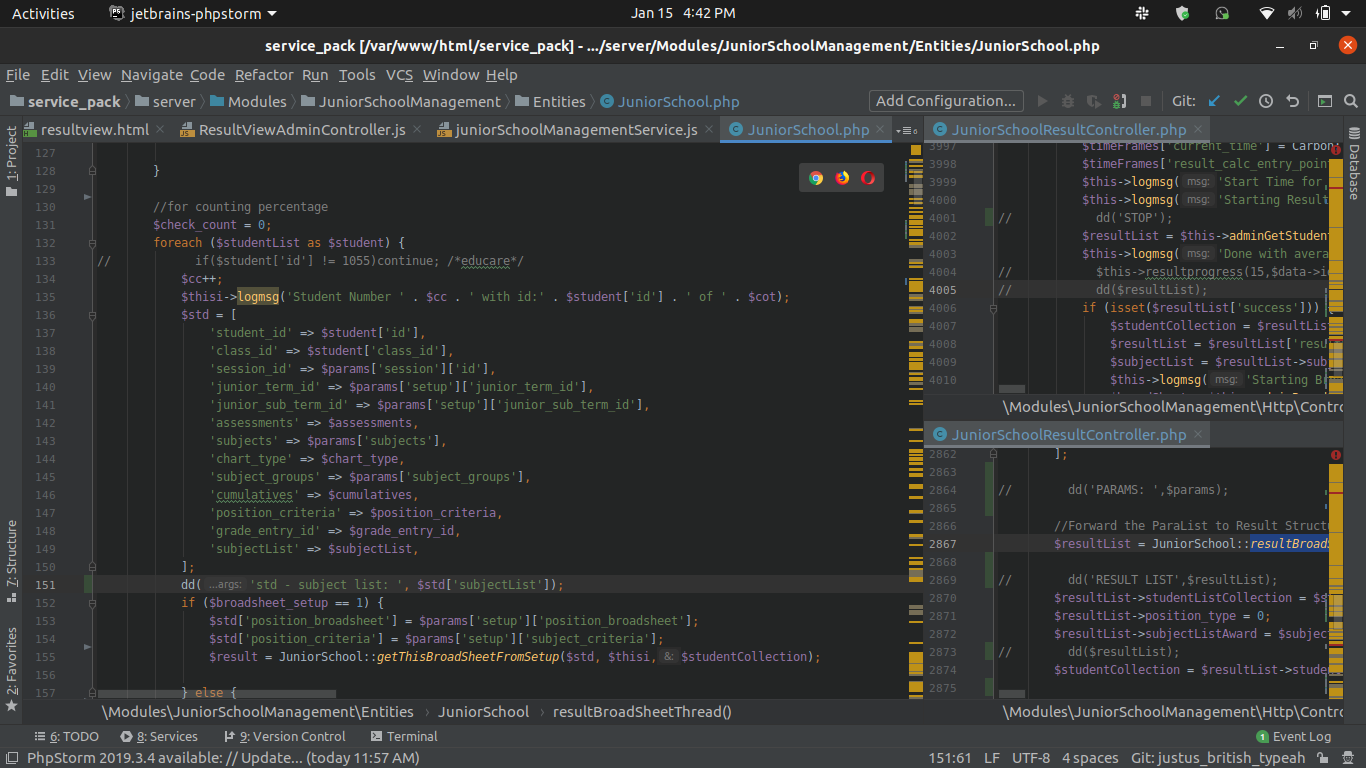 Activities
jetbrains-phpstorm
Jan 15 4:42 PM
service_pack [/var/www/html/service_pack] - .../server/Modules/JuniorSchoolManagement/Entities/JuniorSchool.php
File Edit View Navigate Code Refactor Run Tools VCS Window Help
service_pack server Modules JuniorSchoolManagement Entities JuniorSchool.php
Add Configuration...
Git:
resultview.html ResultViewAdminController.js juniorSchoolManagementService.js JuniorSchool.php
1: Project
7: Structure
2: Favorites
127
128 }
129
130 //for counting percentage
131 $check_count = 0;
132 foreach ($studentList as $student) {
133 // if($student['id'] != 1055)continue; /*educare*/
134 $cc++;
135 $thisi->logmsg('Student Number ' . $cc . ' with id:' . $student['id'] . ' of ' . $cot);
136 $std = [
137 'student_id' => $student['id'],
138 'class_id' => $student['class_id'],
139 'session_id' => $params['session']['id'],
140 'junior_term_id' => $params['setup']['junior_term_id'],
141 'junior_sub_term_id' => $params['setup']['junior_sub_term_id'],
142 'assessments' => $assessments,
143 'subjects' => $params['subjects'],
144 'chart_type' => $chart_type,
145 'subject_groups' => $params['subject_groups'],
146 'cumulatives' => $cumulatives,
147 'position_criteria' => $position_criteria,
148 'grade_entry_id' => $grade_entry_id,
149 'subjectList' => $subjectList,
150 ];
151 dd( ...args: 'std - subject list: ', $std['subjectList']);
152 if ($broadsheet_setup == 1) {
153 $std['position_broadsheet'] = $params['setup']['position_broadsheet'];
154 $std['position_criteria'] = $params['setup']['subject_criteria'];
155 $result = JuniorSchool::getThisBroadSheetFromSetup($std, $thisi, &: $studentCollection);
156
157 } else {
\Modules\JuniorSchoolManagement\Entities › JuniorSchool › resultBroadSheetThread()
JuniorSchoolResultController.php
3997 $timeFrames['current_time'] = Carbon
3998 $timeFrames['result_calc_entry_poin
3999 $this->logmsg( msg: 'Start Time for
4000 $this->logmsg( msg: 'Starting Resul
4001 // dd('STOP');
4002 $resultList = $this->adminGetStuden
4003 $this->logmsg( msg: 'Done with avera
4004 // $this->resultprogress(15,$data->i
4005 // dd($resultList);
4006 if (isset($resultList['success'])) {
4007 $studentCollection = $resultLis
4008 $resultList = $resultList['resu
4009 $subjectList = $resultList->sub
4010 $this->logmsg( msg: 'Starting Br
\Modules\JuniorSchoolManagement\Http\Contro
JuniorSchoolResultController.php
2862 ];
2863
2864 // dd('PARAMS: ',$params);
2865
2866 //Forward the ParaList to Result Struct
2867 $resultList = JuniorSchool::resultBroadS
2868
2869 // dd('RESULT LIST',$resultList);
2870 $resultList->studentListCollection = $s
2871 $resultList->position_type = 0;
2872 $resultList->subjectListAward = $subject
2873 // dd($resultList);
2874 $studentCollection = $resultList->studen
2875
\Modules\JuniorSchoolManagement\Http\Contro
Database
6: TODO 8: Services 9: Version Control Terminal
1 Event Log
PhpStorm 2019.3.4 available: // Update... (today 11:57 AM)
151:61 LF UTF-8 4 spaces Git: justus_british_typeah